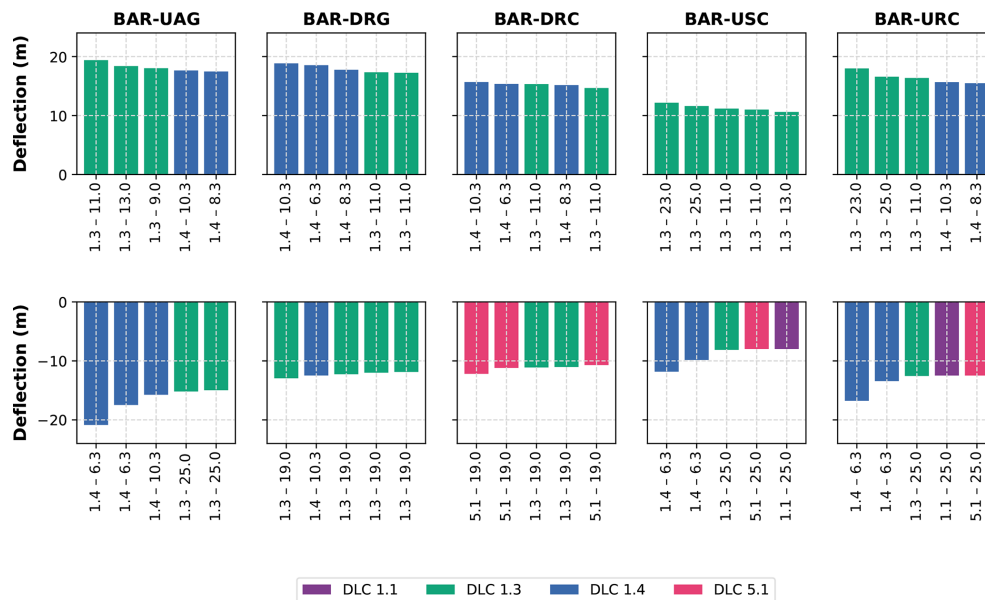 BAR-UAG BAR-DRG BAR-DRC BAR-USC BAR-URC
Deflection (m)
20
10
0
1.3 – 11.0 1.3 – 13.0 1.3 – 9.0 1.4 – 10.3 1.4 – 8.3
1.4 – 10.3 1.4 – 6.3 1.4 – 8.3 1.3 – 11.0 1.3 – 11.0
1.4 – 10.3 1.4 – 6.3 1.3 – 11.0 1.4 – 8.3 1.3 – 11.0
1.3 – 23.0 1.3 – 25.0 1.3 – 11.0 1.3 – 11.0 1.3 – 13.0
1.3 – 23.0 1.3 – 25.0 1.3 – 11.0 1.4 – 10.3 1.4 – 8.3
Deflection (m)
0
−10
−20
1.4 – 6.3 1.4 – 6.3 1.4 – 10.3 1.3 – 25.0 1.3 – 25.0
1.3 – 19.0 1.4 – 10.3 1.3 – 19.0 1.3 – 19.0 1.3 – 19.0
5.1 – 19.0 5.1 – 19.0 1.3 – 19.0 1.3 – 19.0 5.1 – 19.0
1.4 – 6.3 1.4 – 6.3 1.3 – 25.0 5.1 – 25.0 1.1 – 25.0
1.4 – 6.3 1.4 – 6.3 1.3 – 25.0 1.1 – 25.0 5.1 – 25.0
DLC 1.1 DLC 1.3 DLC 1.4 DLC 5.1